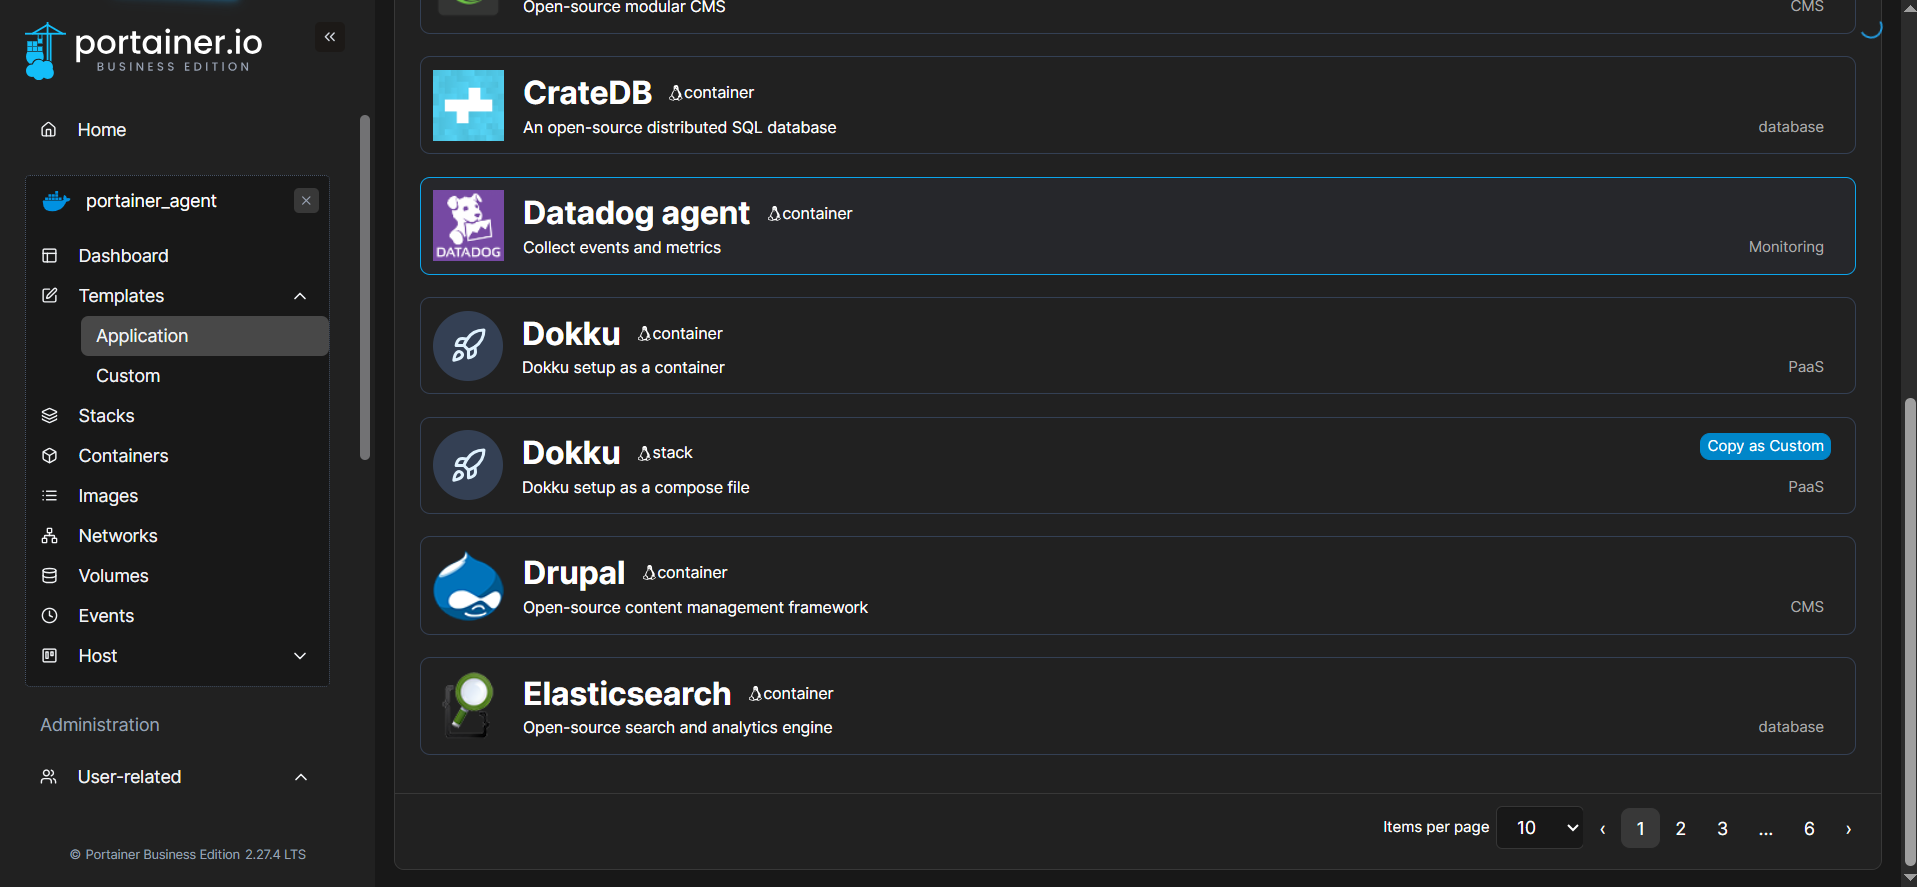 portainer.io
BUSINESS EDITION
«
Home
portainer_agent
Dashboard
Templates
Application
Custom
Stacks
Containers
Images
Networks
Volumes
Events
Host
Administration
User-related
© Portainer Business Edition 2.27.4 LTS
Open-source modular CMS
CMS
CrateDB container
An open-source distributed SQL database
database
DATADOG
Datadog agent container
Collect events and metrics
Monitoring
Dokku container
Dokku setup as a container
PaaS
Dokku stack
Copy as Custom
Dokku setup as a compose file
PaaS
Drupal container
Open-source content management framework
CMS
Elasticsearch container
Open-source search and analytics engine
database
Items per page 10 ‹ 1 2 3 ... 6 ›